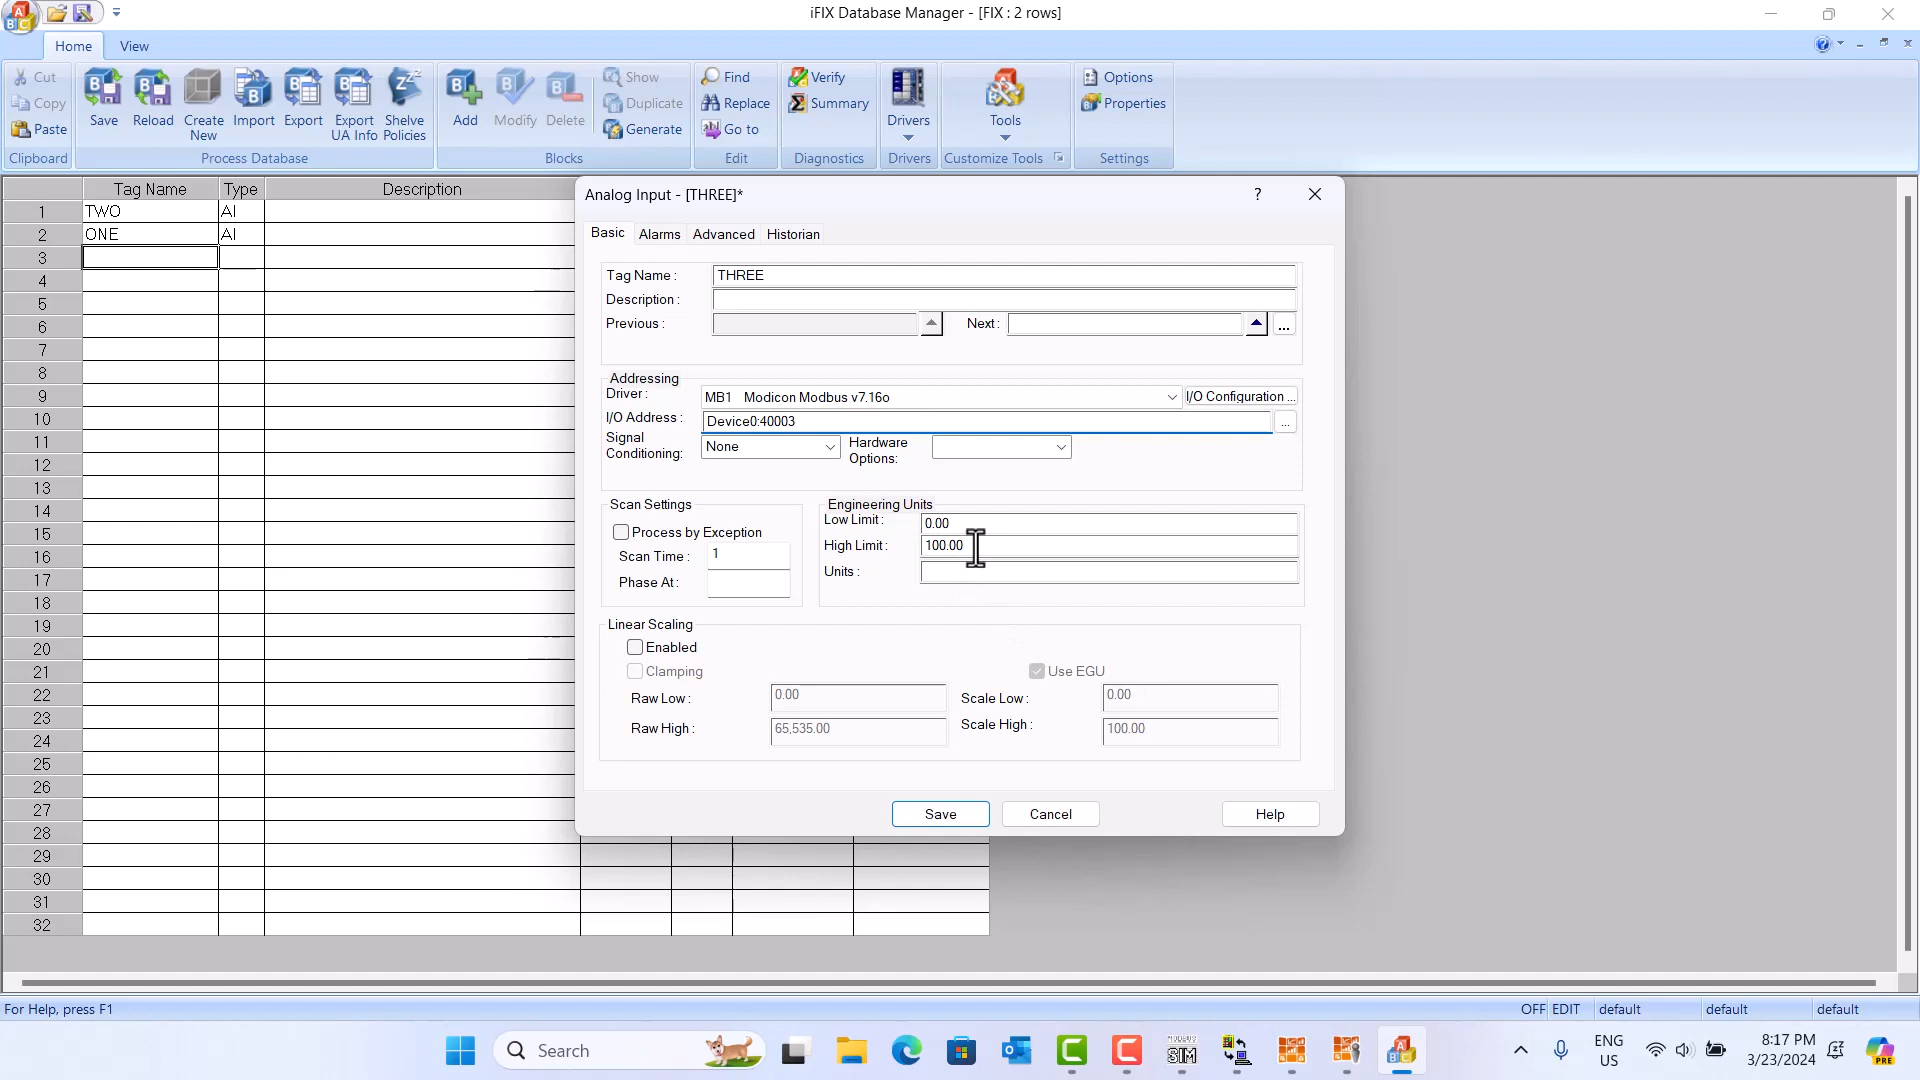 iFIX Database Manager - [FIX : 2 rows]
Home View
Cut
Copy
Paste
Clipboard
Save Reload Create New Import Export Export UA Info Shelve Policies
Process Database
Add Modify Delete
Show
Duplicate
Generate
Blocks
Find
Replace
Go to
Edit
Verify
Summary
Diagnostics
Drivers
Drivers
Tools
Customize Tools
Options
Properties
Settings
Tag Name Type Description
1 TWO AI
2 ONE AI
3
4
5
6
7
8
9
10
11
12
13
14
15
16
17
18
19
20
21
22
23
24
25
26
27
28
29
30
31
32
Analog Input - [THREE]*
Basic Alarms Advanced Historian
Tag Name : THREE
Description :
Previous : Next : ...
Addressing
Driver : MB1 Modicon Modbus v7.16o I/O Configuration ...
I/O Address : Device0:40003 ...
Signal Conditioning: None Hardware Options:
Scan Settings
Process by Exception
Scan Time : 1
Phase At :
Engineering Units
Low Limit : 0.00
High Limit : 100.00
Units :
Linear Scaling
Enabled
Clamping Use EGU
Raw Low : 0.00 Scale Low : 0.00
Raw High : 65,535.00 Scale High : 100.00
Save Cancel Help
For Help, press F1 OFF EDIT default default default
Search
MODBUS
SIM
ENG
US
8:17 PM
3/23/2024
PRE